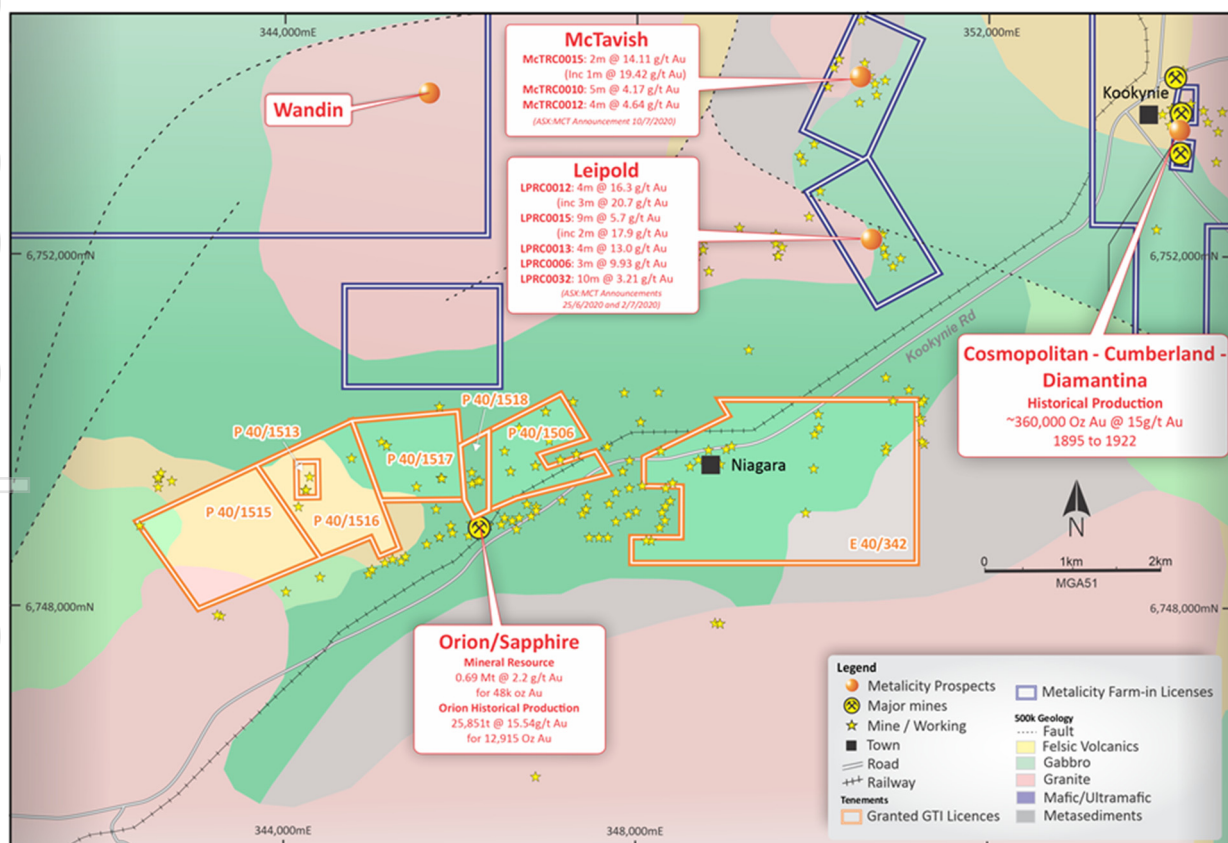 344,000mE
352,000mE
McTavish
McTRC0015: 2m @ 14.11 g/t Au
(Inc 1m @ 19.42 g/t Au)
McTRC0010: 5m @ 4.17 g/t Au
McTRC0012: 4m @ 4.64 g/t Au
(ASX:MCT Announcement 10/7/2020)
Wandin
Kookynie
Leipold
LPRC0012: 4m @ 16.3 g/t Au
(inc 3m @ 20.7 g/t Au
LPRC0015: 9m @ 5.7 g/t Au
(inc 2m @ 17.9 g/t Au
LPRC0013: 4m @ 13.0 g/t Au
LPRC0006: 3m @ 9.93 g/t Au
LPRC0032: 10m @ 3.21 g/t Au
(ASX:MCT Announcements
25/6/2020 and 2/7/2020)
6,752,000mN
6,752,000mN
Kookynie Rd
Cosmopolitan - Cumberland -
Diamantina
Historical Production
~360,000 Oz Au @ 15g/t Au
1895 to 1922
P 40/1518
P 40/1513
P 40/1506
P 40/1517
Niagara
P 40/1515
P 40/1516
E 40/342
N
0 1km 2km
MGA51
6,748,000mN
6,748,000mN
Orion/Sapphire
Mineral Resource
0.69 Mt @ 2.2 g/t Au
for 48k oz Au
Orion Historical Production
25,851t @ 15.54g/t Au
for 12,915 Oz Au
Legend
Metalicity Prospects
Major mines
Mine / Working
Town
Road
Railway
Tenements
Granted GTI Licences
Metalicity Farm-in Licenses
500k Geology
Fault
Felsic Volcanics
Gabbro
Granite
Mafic/Ultramafic
Metasediments
344,000mE
348,000mE